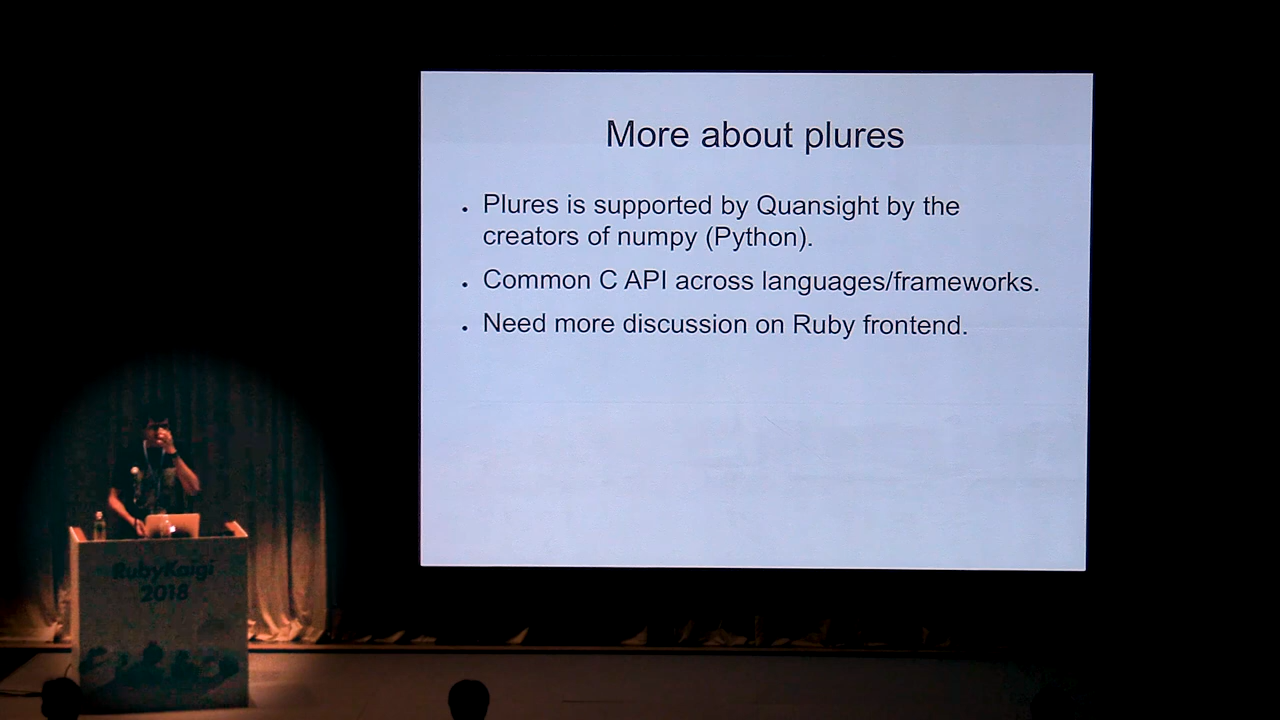 More about plures
• Plures is supported by Quansight by the
creators of numpy (Python).
• Common C API across languages/frameworks.
• Need more discussion on Ruby frontend.
RubyKaigi
2018